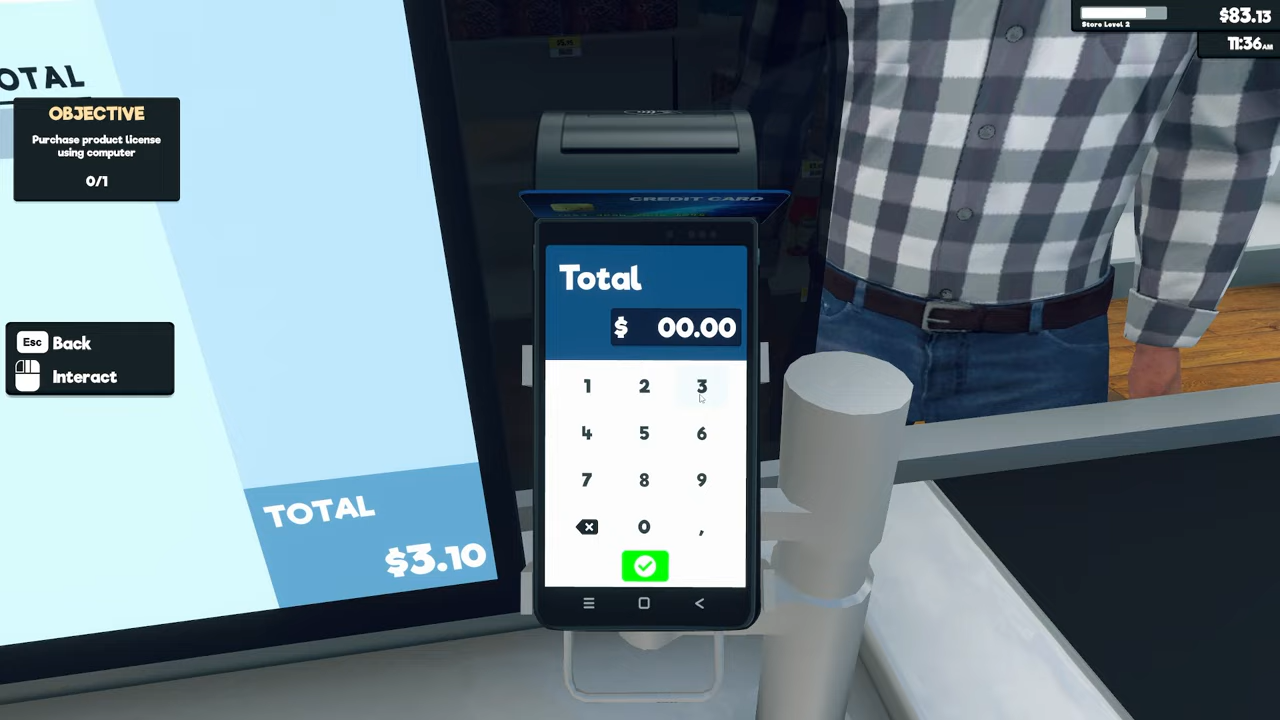 $83.13
Store Level 2
11:36AM
OTAL
OBJECTIVE
Purchase product license
using computer
0/1
Esc Back
Interact
CREDIT CARD
Total
$ 00.00
1 2 3
4 5 6
7 8 9
0 ,
TOTAL
$3.10